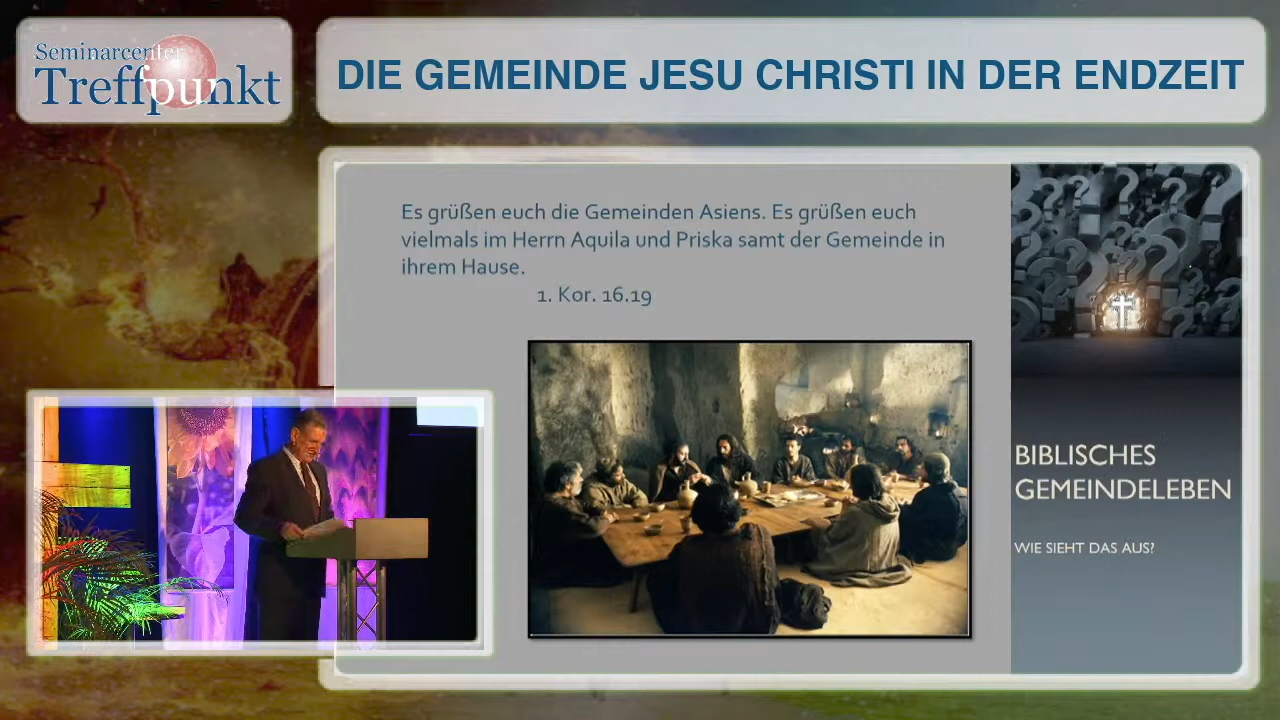 Seminarcenter
Treffpunkt
DIE GEMEINDE JESU CHRISTI IN DER ENDZEIT
Es grüßen euch die Gemeinden Asiens. Es grüßen euch
vielmals im Herrn Aquila und Priska samt der Gemeinde in
ihrem Hause.
1. Kor. 16.19
BIBLISCHES
GEMEINDELEBEN
WIE SIEHT DAS AUS?